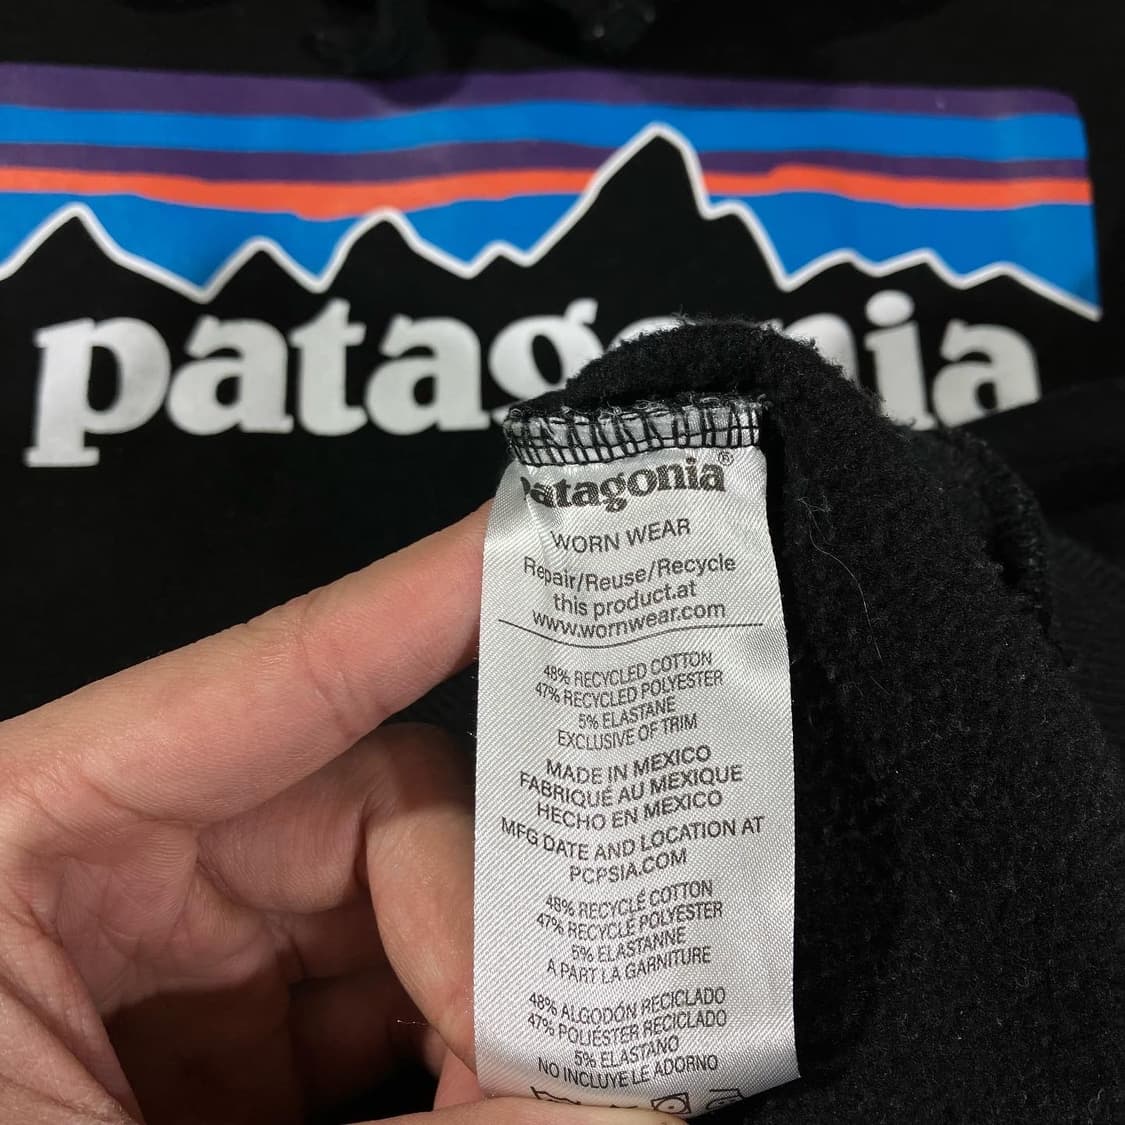 patagonia
patagonia®
WORN WEAR
Repair/Reuse/Recycle
this product.at
www.wornwear.com
48% RECYCLED COTTON
47% RECYCLED POLYESTER
5% ELASTANE
EXCLUSIVE OF TRIM
MADE IN MEXICO
FABRIQUÉ AU MEXIQUE
HECHO EN MEXICO
MFG DATE AND LOCATION AT
PCPSIA.COM
48% RECYCLÉ COTTON
47% RECYCLÉ POLYESTER
5% ELASTANNE
A PART LA GARNITURE
48% ALGODÓN RECICLADO
47% POLIÉSTER RECICLADO
5% ELASTANO
NO INCLUYE LE ADORNO